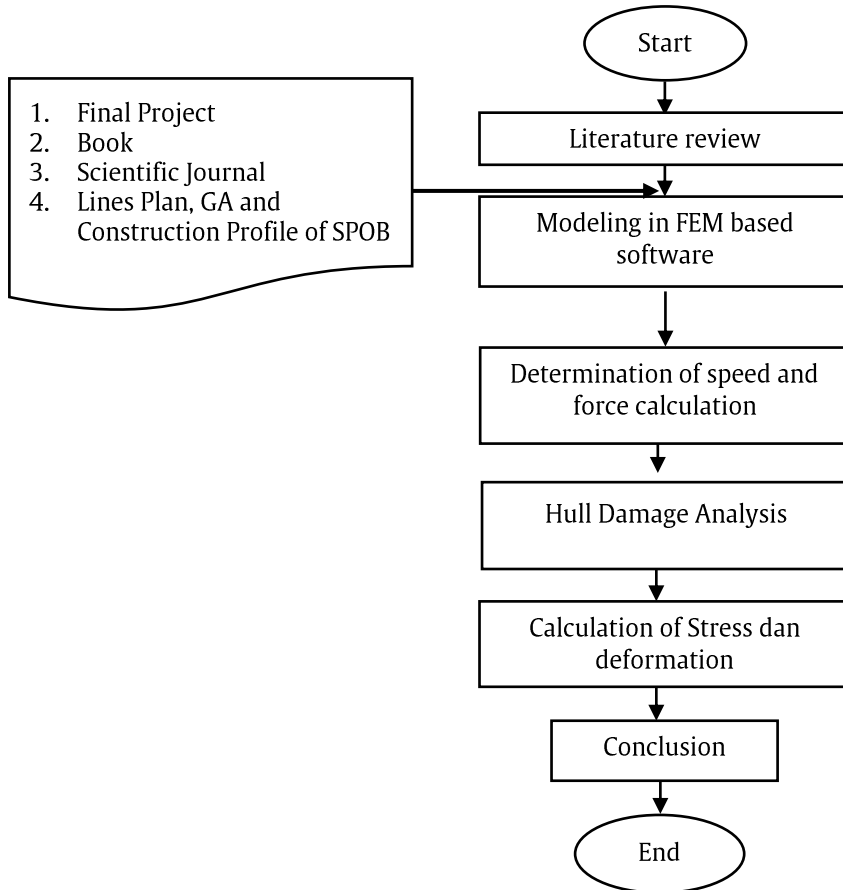 Start
1. Final Project
2. Book
3. Scientific Journal
4. Lines Plan, GA and
Construction Profile of SPOB
Literature review
Modeling in FEM based
software
Determination of speed and
force calculation
Hull Damage Analysis
Calculation of Stress dan
deformation
Conclusion
End